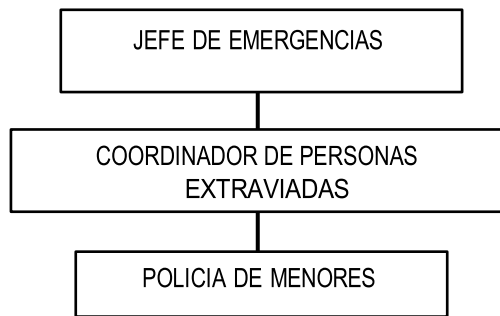 JEFE DE EMERGENCIAS
COORDINADOR DE PERSONAS
EXTRAVIADAS
POLICIA DE MENORES